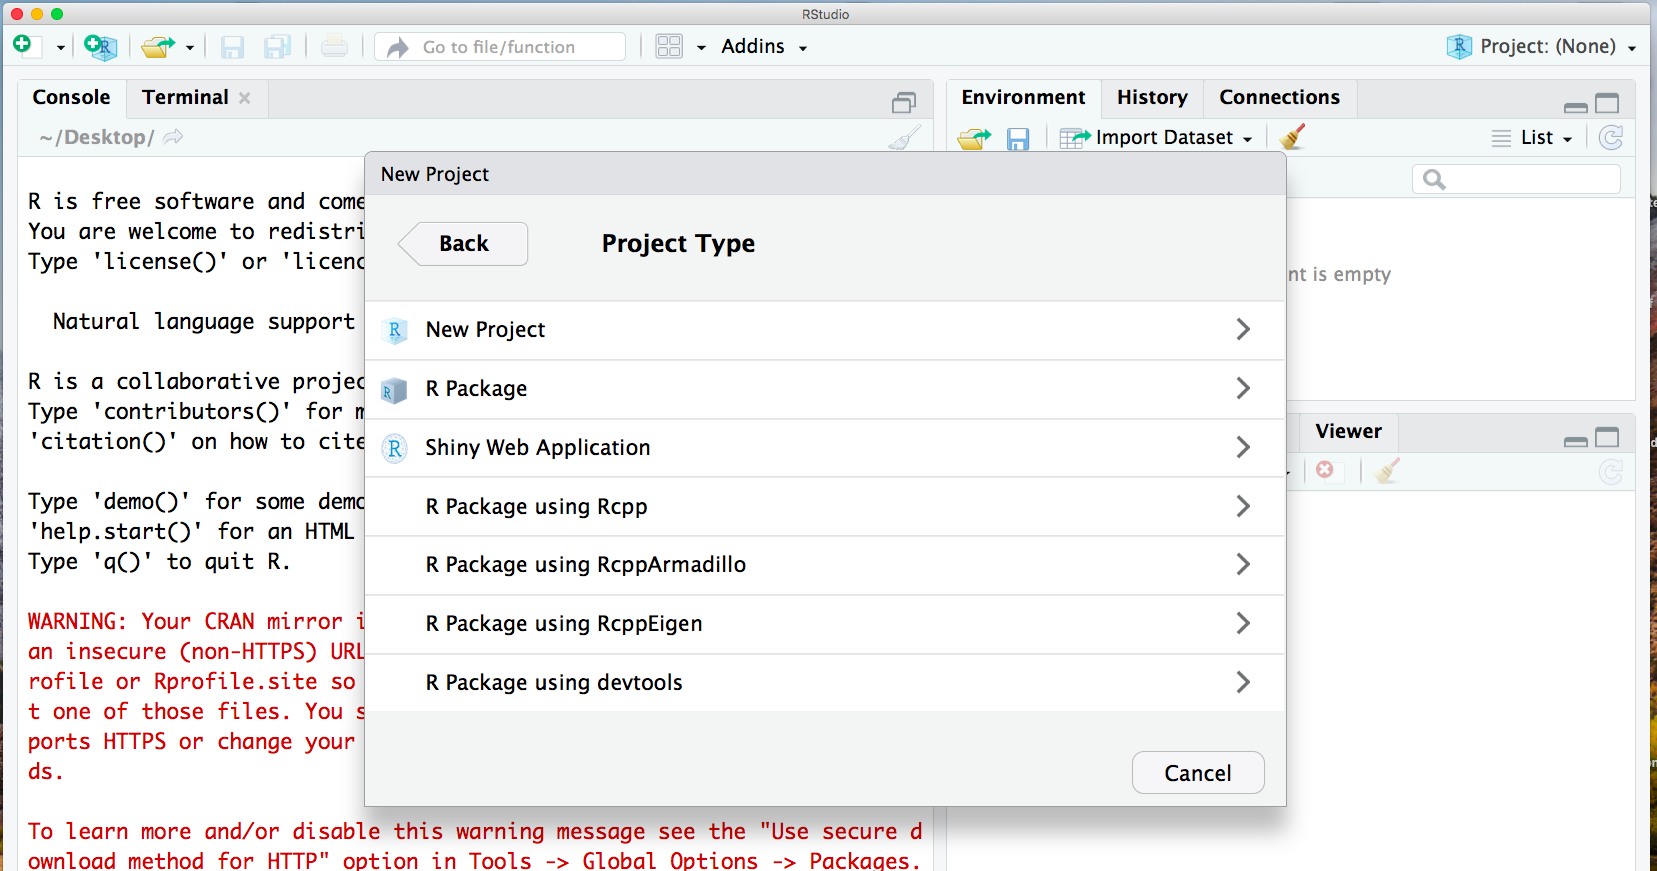 RStudio
Go to file/function
Addins
Project: (None)
Console
Terminal
~/Desktop/
Environment
History
Connections
Import Dataset
List
R is free software and come
You are welcome to redistri
Type 'license()' or 'licenc
Natural language support
R is a collaborative projec
Type 'contributors()' for m
'citation()' on how to cite
Type 'demo()' for some demo
'help.start()' for an HTML
Type 'q()' to quit R.
WARNING: Your CRAN mirror i
an insecure (non-HTTPS) URL
rofile or Rprofile.site so
t one of those files. You s
ports HTTPS or change your
ds.
To learn more and/or disable this warning message see the "Use secure d
ownload method for HTTP" option in Tools -> Global Options -> Packages.
New Project
Back
Project Type
New Project
R Package
Shiny Web Application
R Package using Rcpp
R Package using RcppArmadillo
R Package using RcppEigen
R Package using devtools
Cancel
nt is empty
Viewer